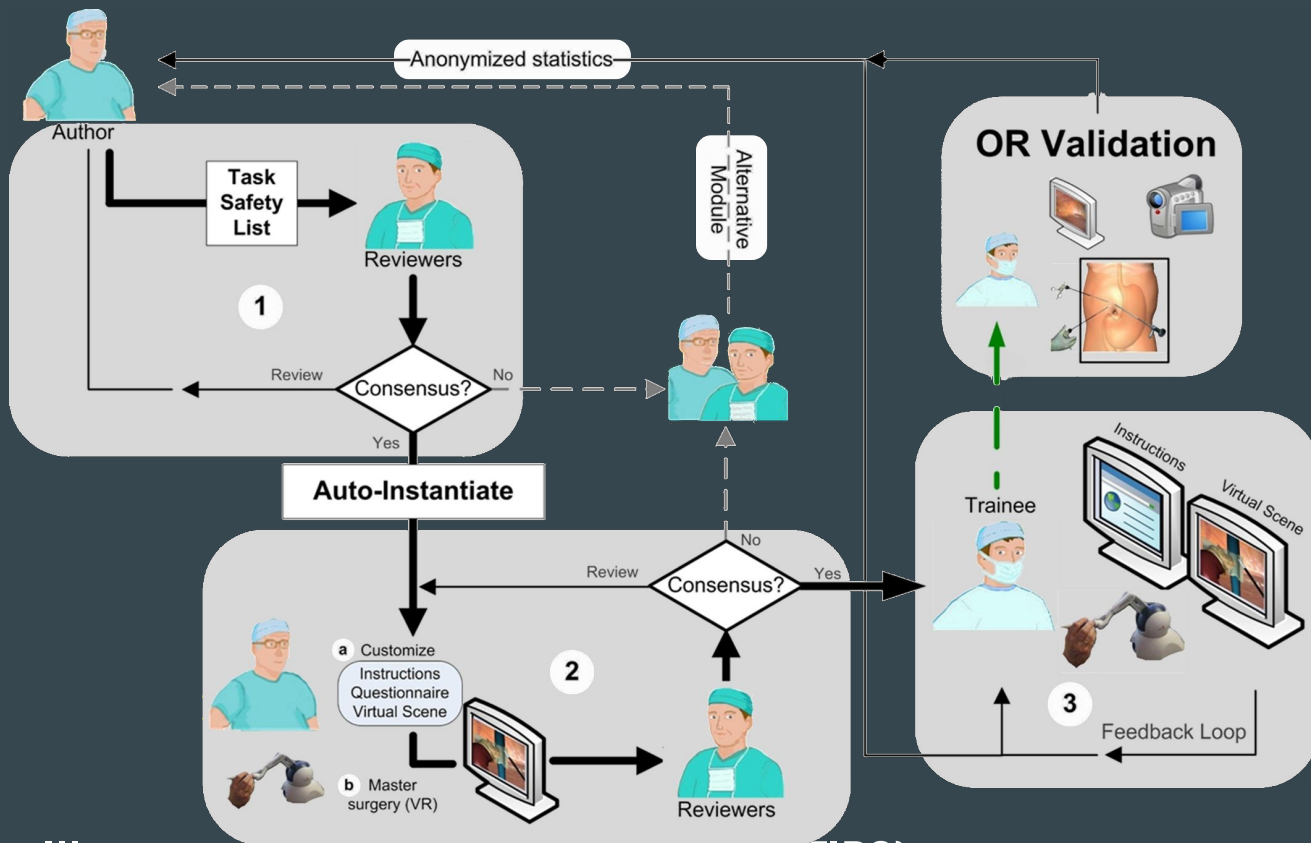 Anonymized statistics
Author
Task
Safety
List
Reviewers
1
Review
Consensus?
No
Yes
Alternative
Module
OR Validation
Auto-Instantiate
Trainee
Instructions
Virtual Scene
3
Feedback Loop
No
Review
Consensus?
Yes
a Customize
Instructions
Questionnaire
Virtual Scene
2
b Master
surgery (VR)
Reviewers